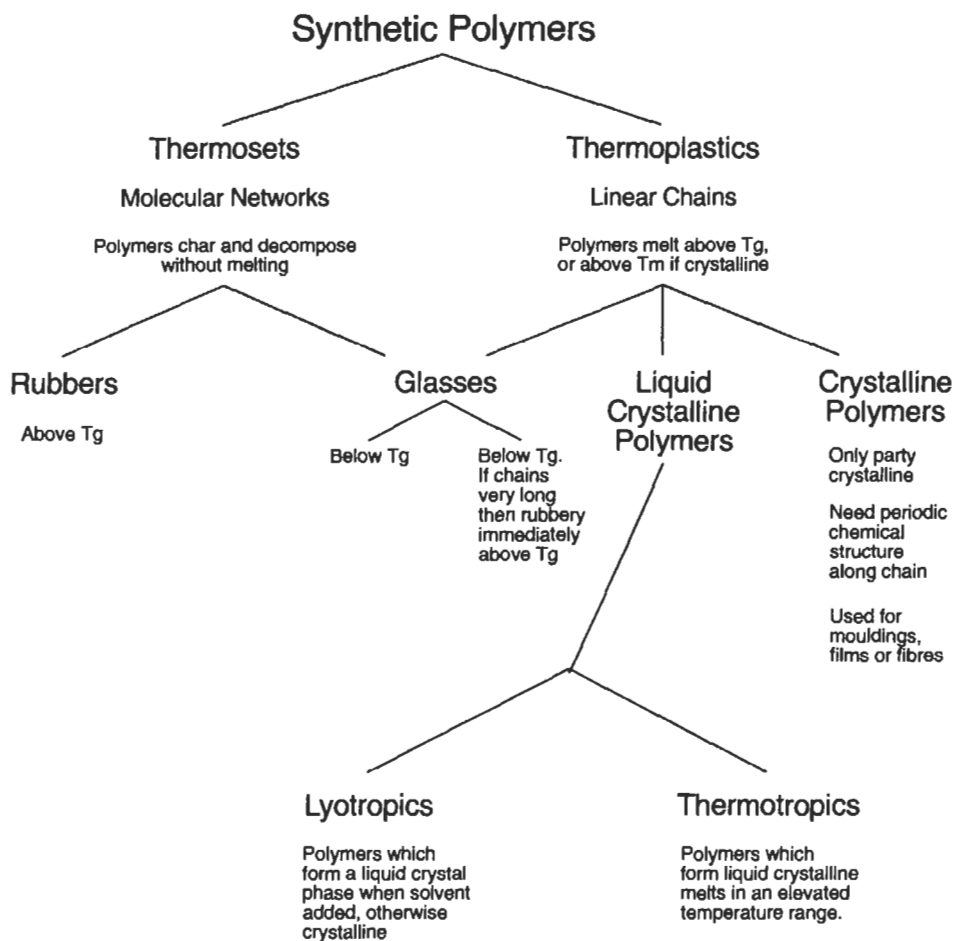 Synthetic Polymers
Thermosets
Molecular Networks
Polymers char and decompose
without melting
Thermoplastics
Linear Chains
Polymers melt above Tg,
or above Tm if crystalline
Rubbers
Above Tg
Glasses
Below Tg
Below Tg.
If chains
very long
then rubbery
immediately
above Tg
Liquid
Crystalline
Polymers
Crystalline
Polymers
Only party
crystalline
Need periodic
chemical
structure
along chain
Used for
mouldings,
films or fibres
Lyotropics
Polymers which
form a liquid crystal
phase when solvent
added, otherwise
crystalline
Thermotropics
Polymers which
form liquid crystalline
melts in an elevated
temperature range.